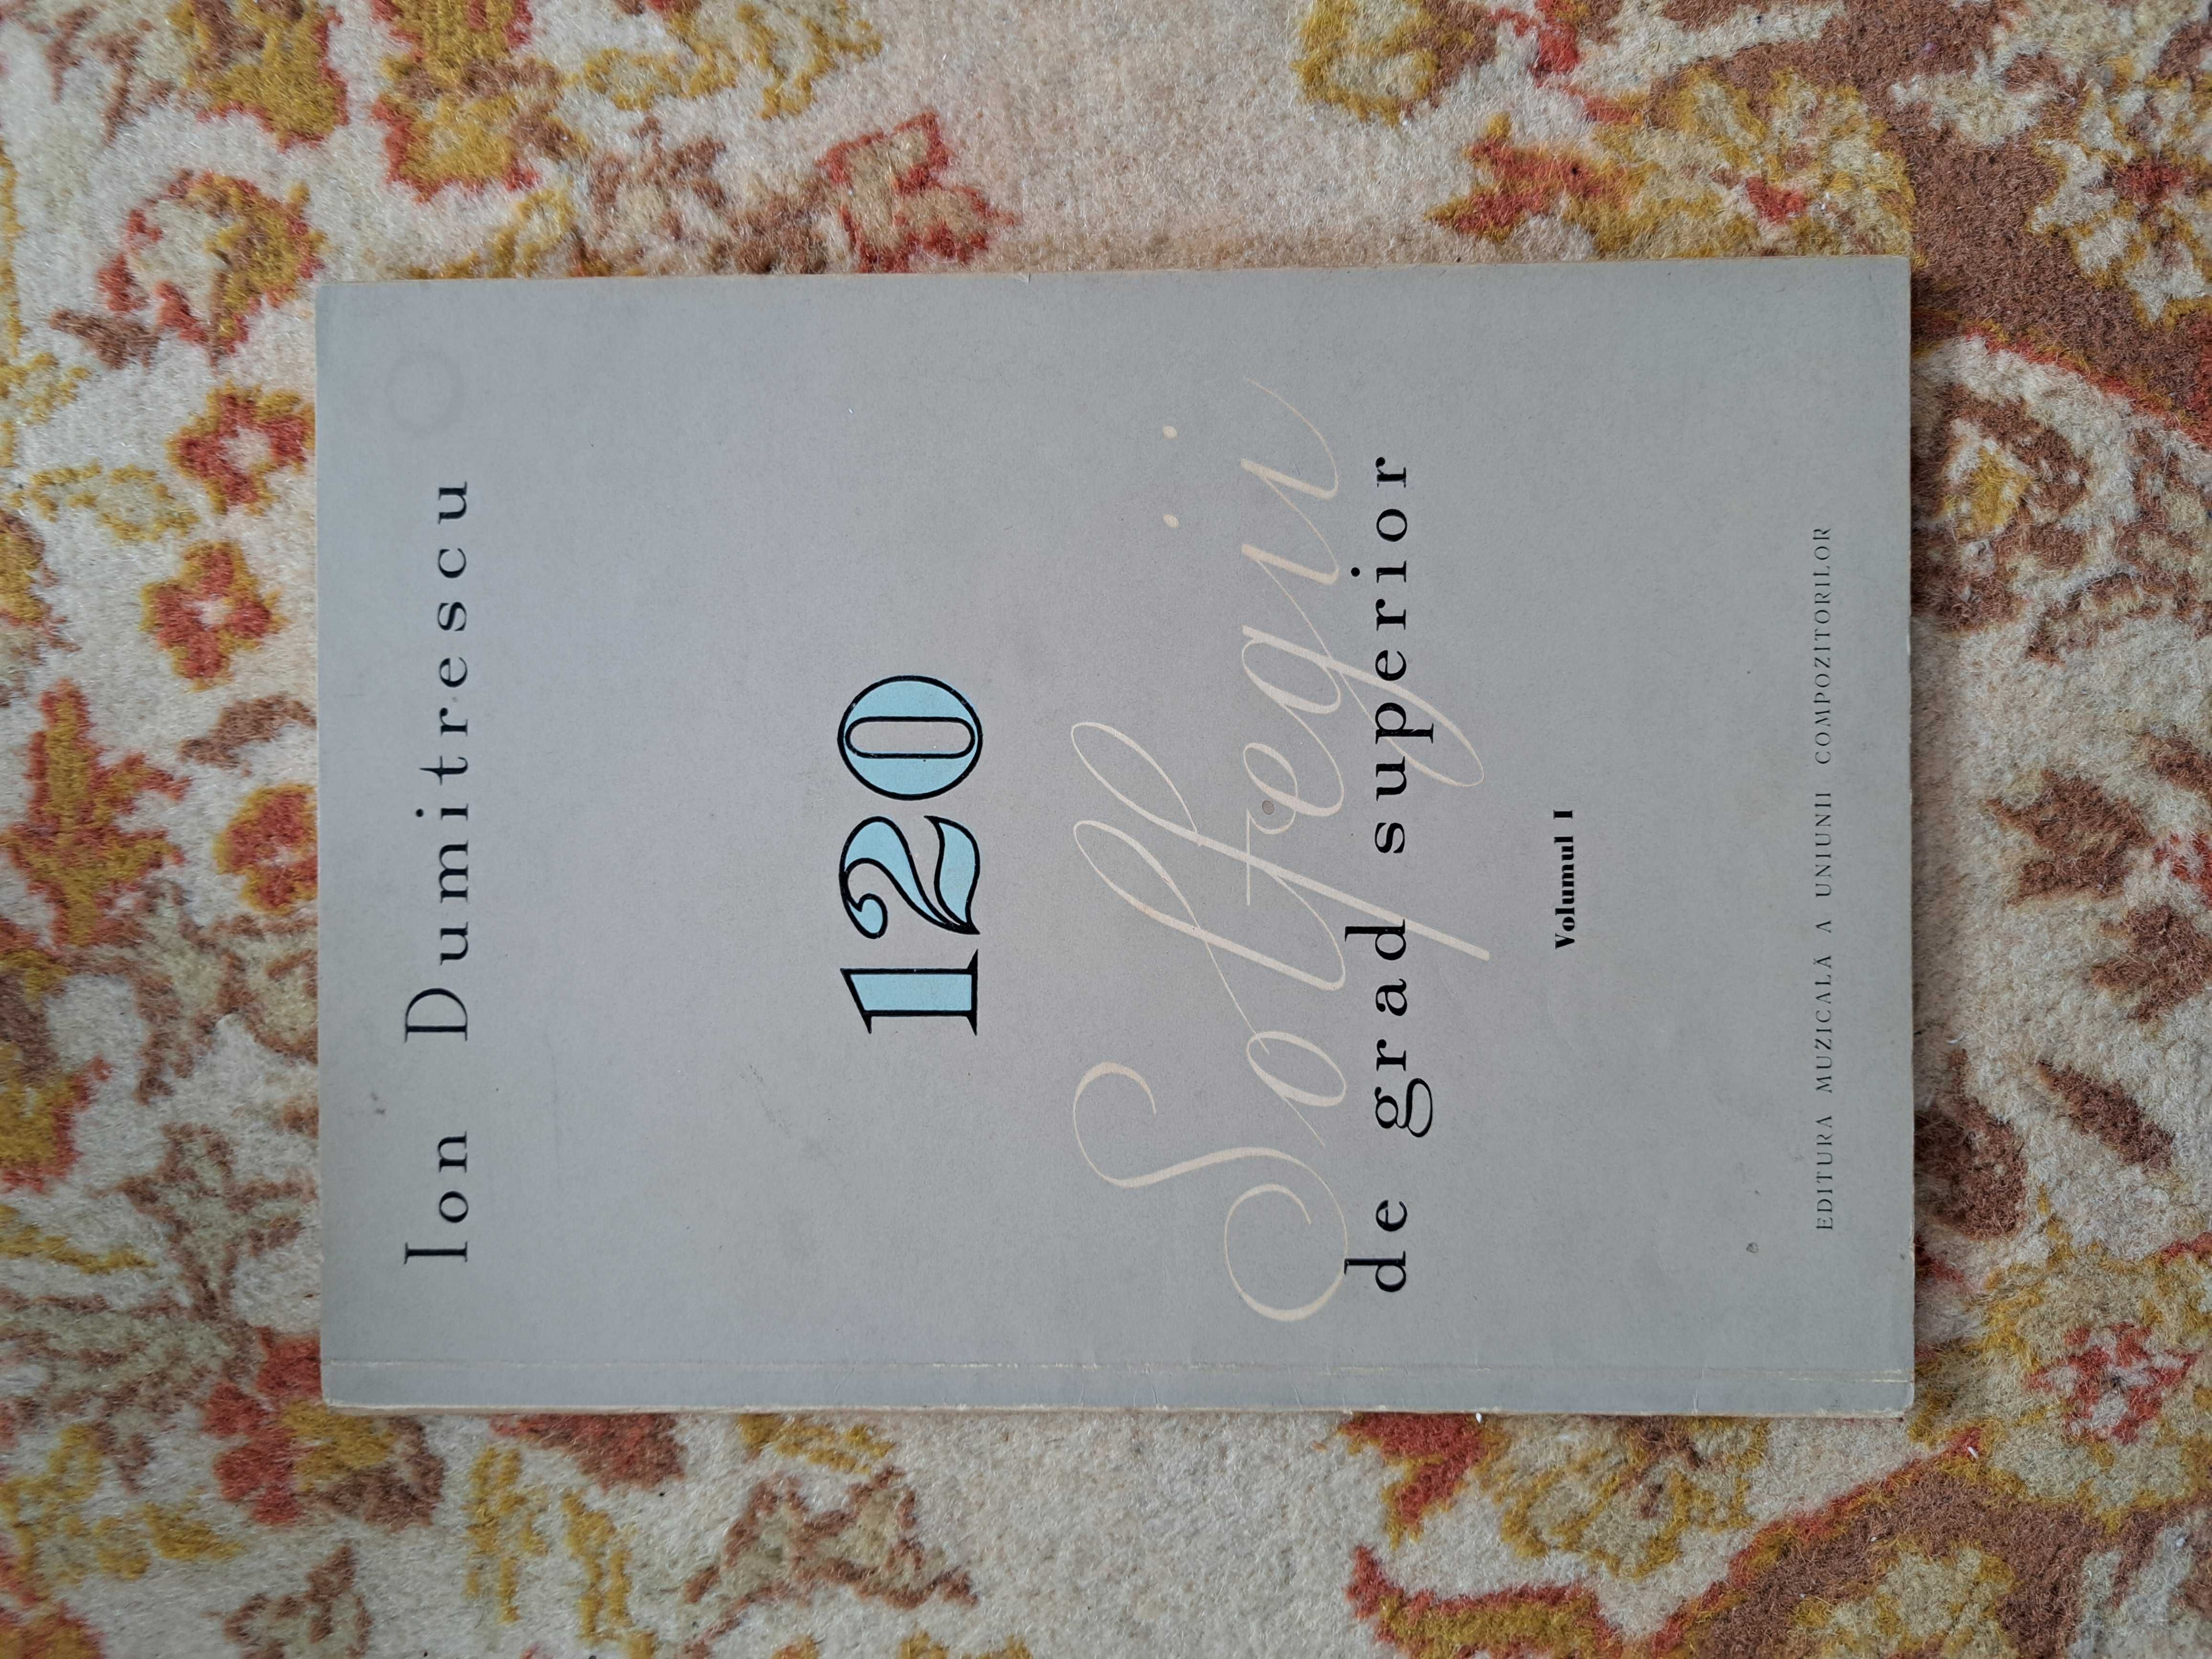 Ion Dumitrescu
120
Solfegii
de grad superior
Volumul I
EDITURA MUZICALĂ A UNIUNII COMPOZITORILOR